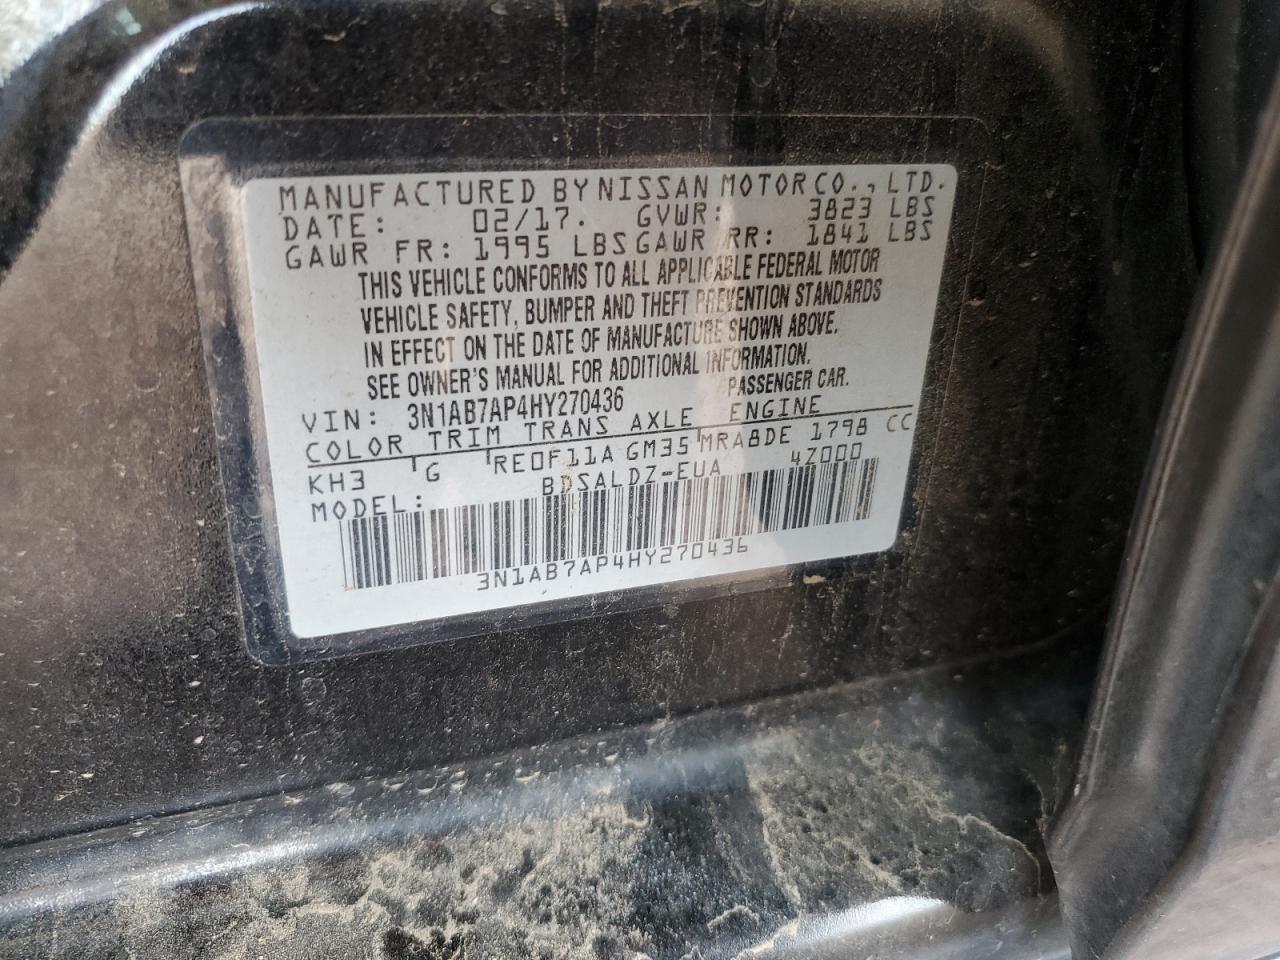 MANUFACTURED BY NISSAN MOTOR CO., LTD.
DATE: 02/17. GVWR: 3823 LBS
GAWR FR: 1995 LBS GAWR RR: 1841 LBS
THIS VEHICLE CONFORMS TO ALL APPLICABLE FEDERAL MOTOR
VEHICLE SAFETY, BUMPER AND THEFT PREVENTION STANDARDS
IN EFFECT ON THE DATE OF MANUFACTURE SHOWN ABOVE.
SEE OWNER'S MANUAL FOR ADDITIONAL INFORMATION.
VIN: 3N1AB7AP4HY270436 PASSENGER CAR.
COLOR TRIM TRANS AXLE ENGINE
KH3 G RE0F11A GM35 MRA8DE 1798 CC
MODEL: BDSALDZ-EUA 4Z000
3N1AB7AP4HY270436